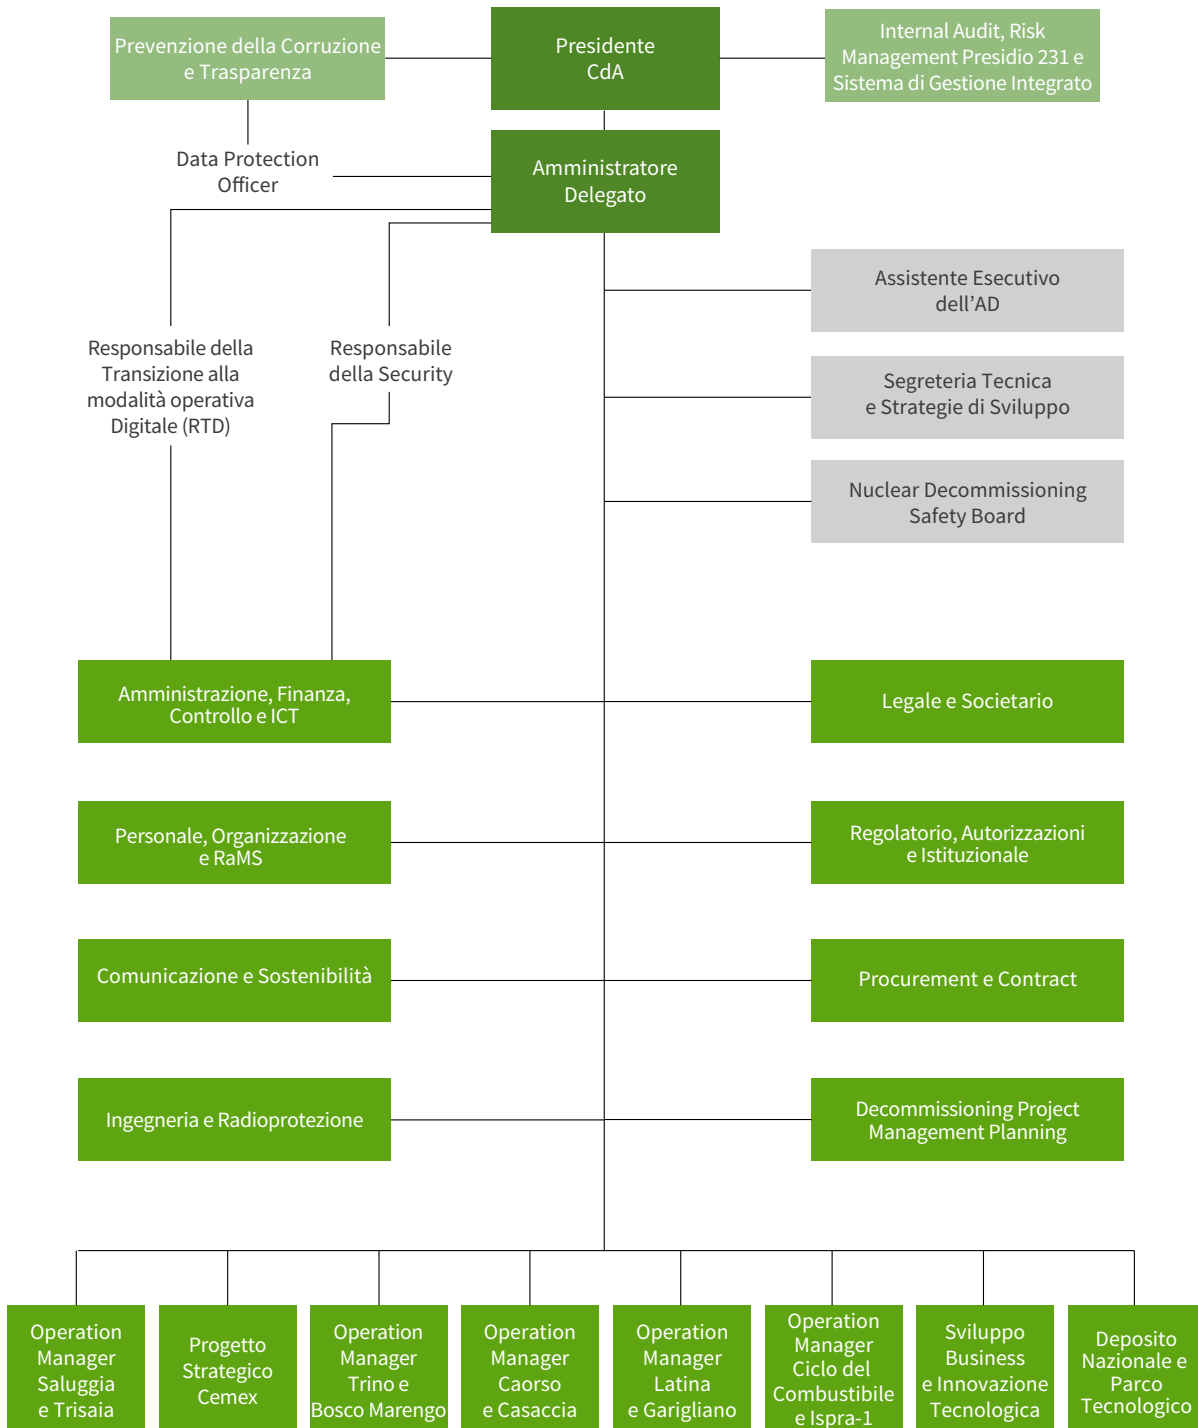 Prevenzione della Corruzione
e Trasparenza
Presidente
CdA
Internal Audit, Risk
Management Presidio 231 e
Sistema di Gestione Integrato
Data Protection
Officer
Amministratore
Delegato
Assistente Esecutivo
dell’AD
Responsabile della
Transizione alla
modalità operativa
Digitale (RTD)
Responsabile
della Security
Segreteria Tecnica
e Strategie di Sviluppo
Nuclear Decommissioning
Safety Board
Amministrazione, Finanza,
Controllo e ICT
Legale e Societario
Personale, Organizzazione
e RaMS
Regolatorio, Autorizzazioni
e Istituzionale
Comunicazione e Sostenibilità
Procurement e Contract
Ingegneria e Radioprotezione
Decommissioning Project
Management Planning
Operation
Manager
Saluggia
e Trisaia
Progetto
Strategico
Cemex
Operation
Manager
Trino e
Bosco Marengo
Operation
Manager
Caorso
e Casaccia
Operation
Manager
Latina
e Garigliano
Operation
Manager
Ciclo del
Combustibile
e Ispra-1
Sviluppo
Business
e Innovazione
Tecnologica
Deposito
Nazionale e
Parco
Tecnologico